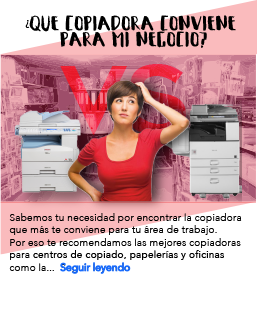 ¿QUE COPIADORA CONVIENE
PARA MI NEGOCIO?
VS
Sabemos tu necesidad por encontrar la copiadora
que más te conviene para tu área de trabajo.
Por eso te recomendamos las mejores copiadoras
para centros de copiado, papelerías y oficinas
como la... Seguir leyendo